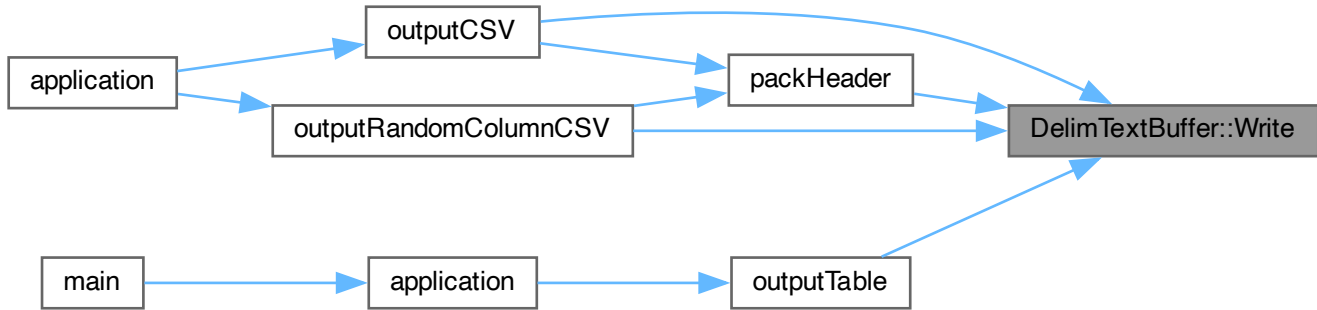 outputCSV
application
packHeader
outputRandomColumnCSV
DelimTextBuffer::Write
main
application
outputTable